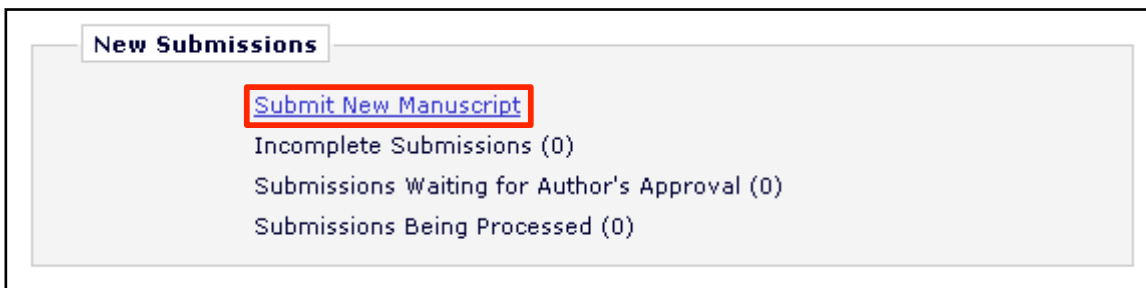 New Submissions
Submit New Manuscript
Incomplete Submissions (0)
Submissions Waiting for Author's Approval (0)
Submissions Being Processed (0)